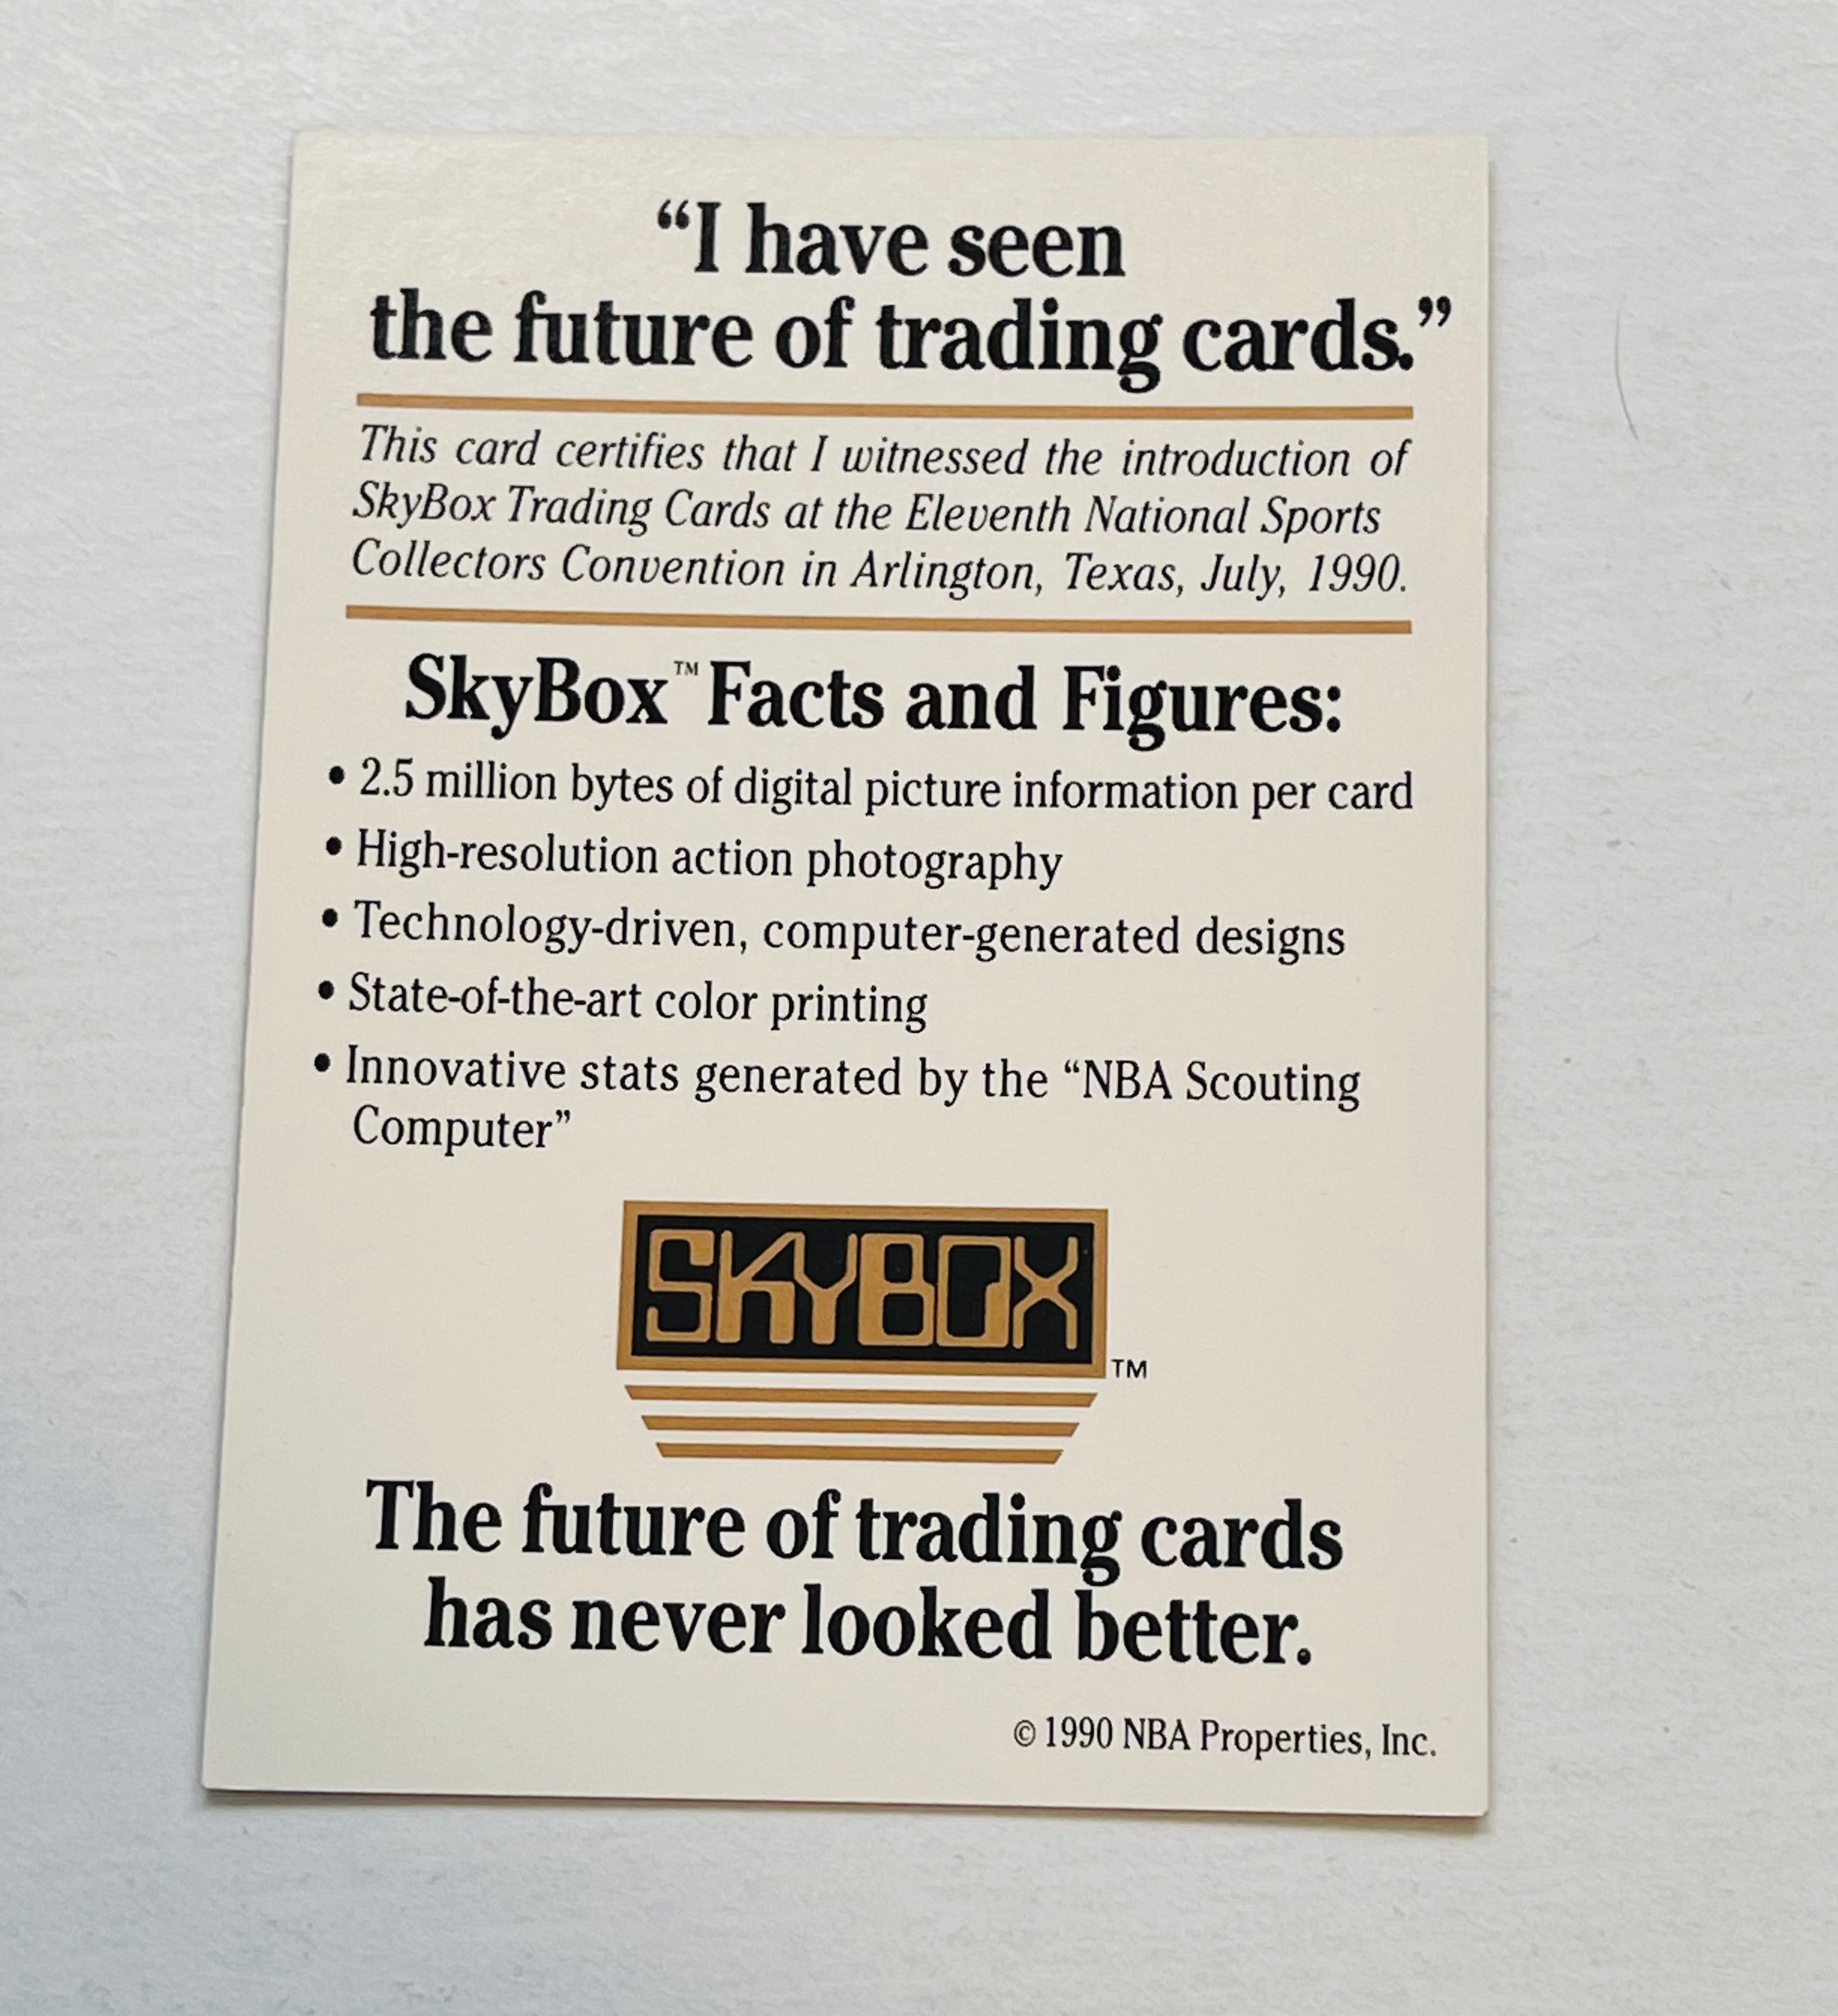 “I have seen
the future of trading cards.”
This card certifies that I witnessed the introduction of
SkyBox Trading Cards at the Eleventh National Sports
Collectors Convention in Arlington, Texas, July, 1990.
SkyBox™ Facts and Figures:
• 2.5 million bytes of digital picture information per card
• High-resolution action photography
• Technology-driven, computer-generated designs
• State-of-the-art color printing
• Innovative stats generated by the “NBA Scouting
Computer”
SKYBOX™
The future of trading cards
has never looked better.
© 1990 NBA Properties, Inc.